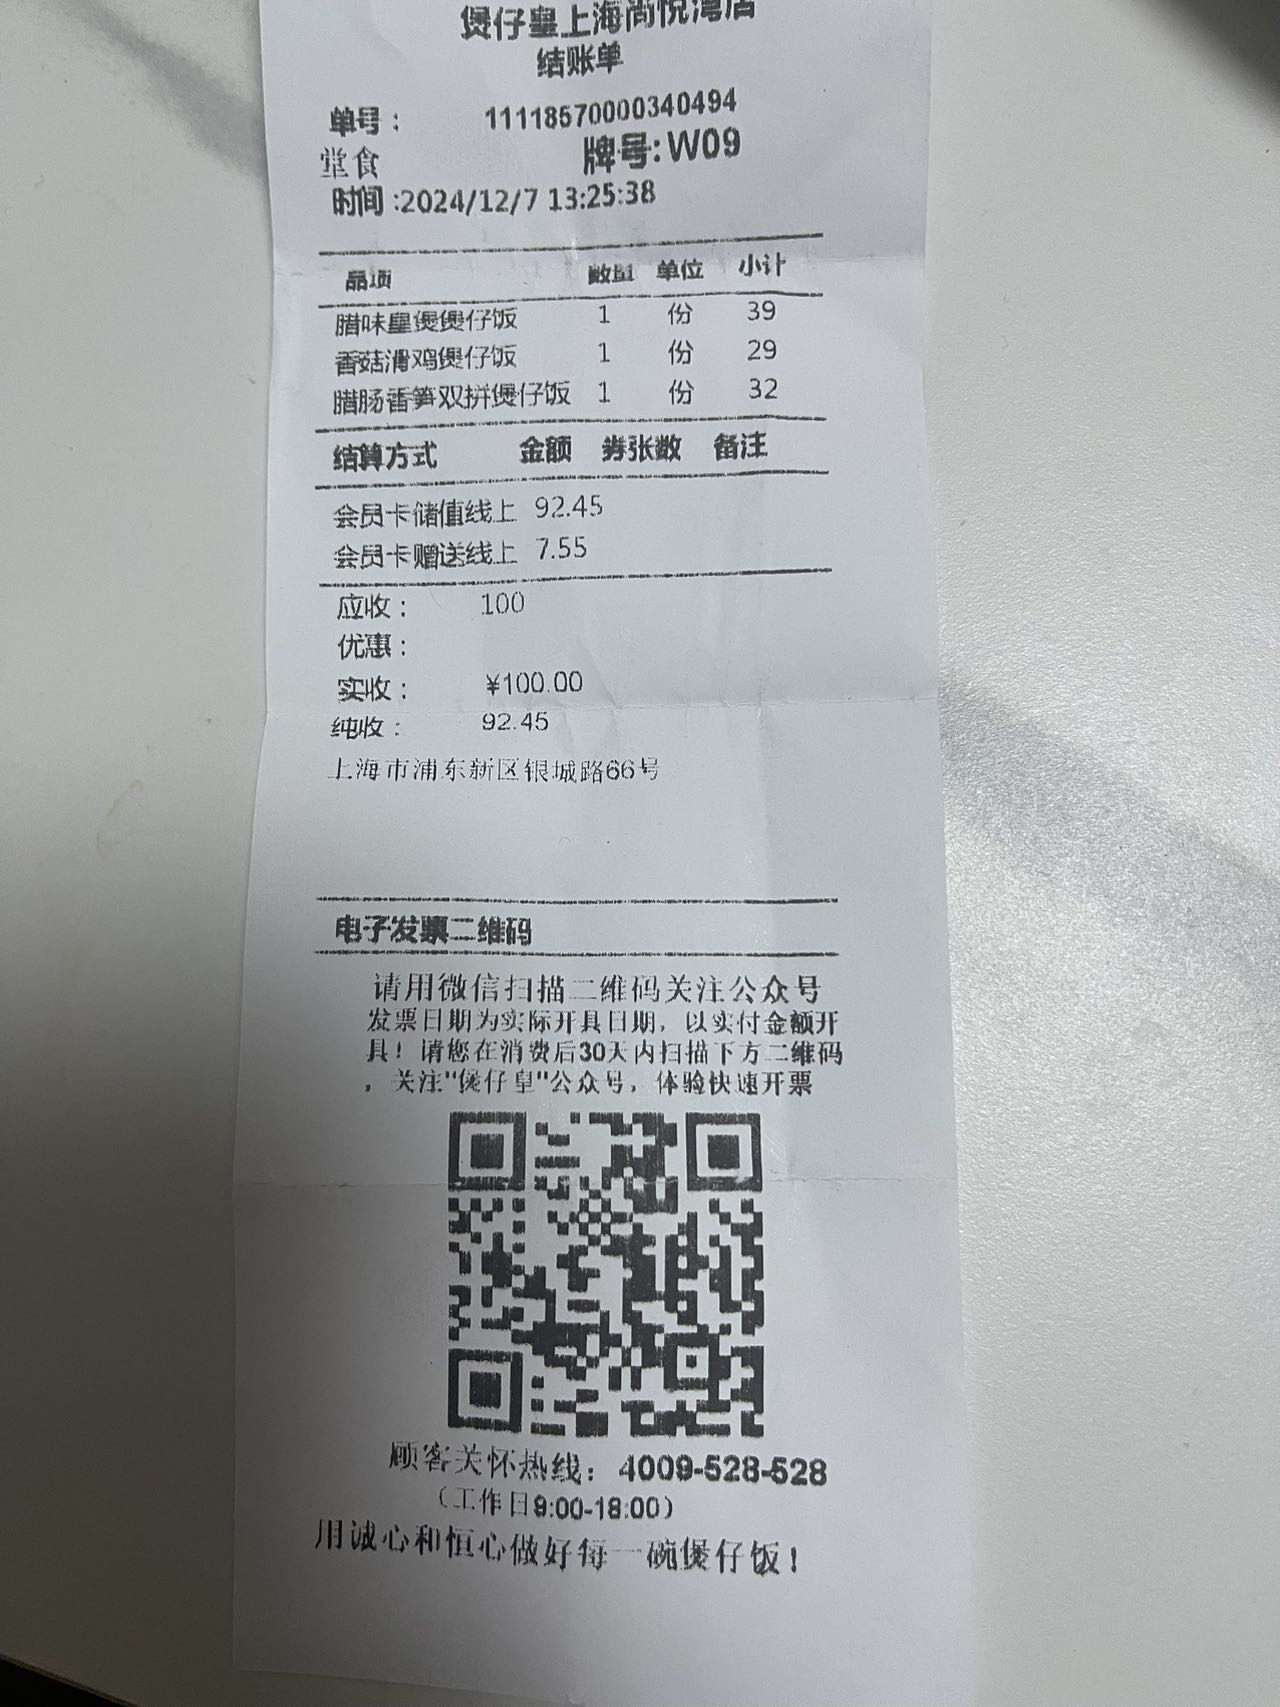 煲仔皇上海尚悦湾店
结账单
单号： 11118570000340494
堂食 牌号:W09
时间:2024/12/7 13:25:38
品项 数量 单位 小计
腊味皇煲煲仔饭 1 份 39
香菇滑鸡煲仔饭 1 份 29
腊肠香笋双拼煲仔饭 1 份 32
结算方式 金额 券张数 备注
会员卡储值线上 92.45
会员卡赠送线上 7.55
应收： 100
优惠：
实收： ¥100.00
纯收： 92.45
上海市浦东新区银城路66号
电子发票二维码
请用微信扫描二维码关注公众号
发票日期为实际开具日期，以实付金额开
具！请您在消费后30天内扫描下方二维码
，关注"煲仔皇"公众号，体验快速开票
顾客关怀热线：4009-528-528
（工作日9:00-18:00）
用诚心和恒心做好每一碗煲仔饭！